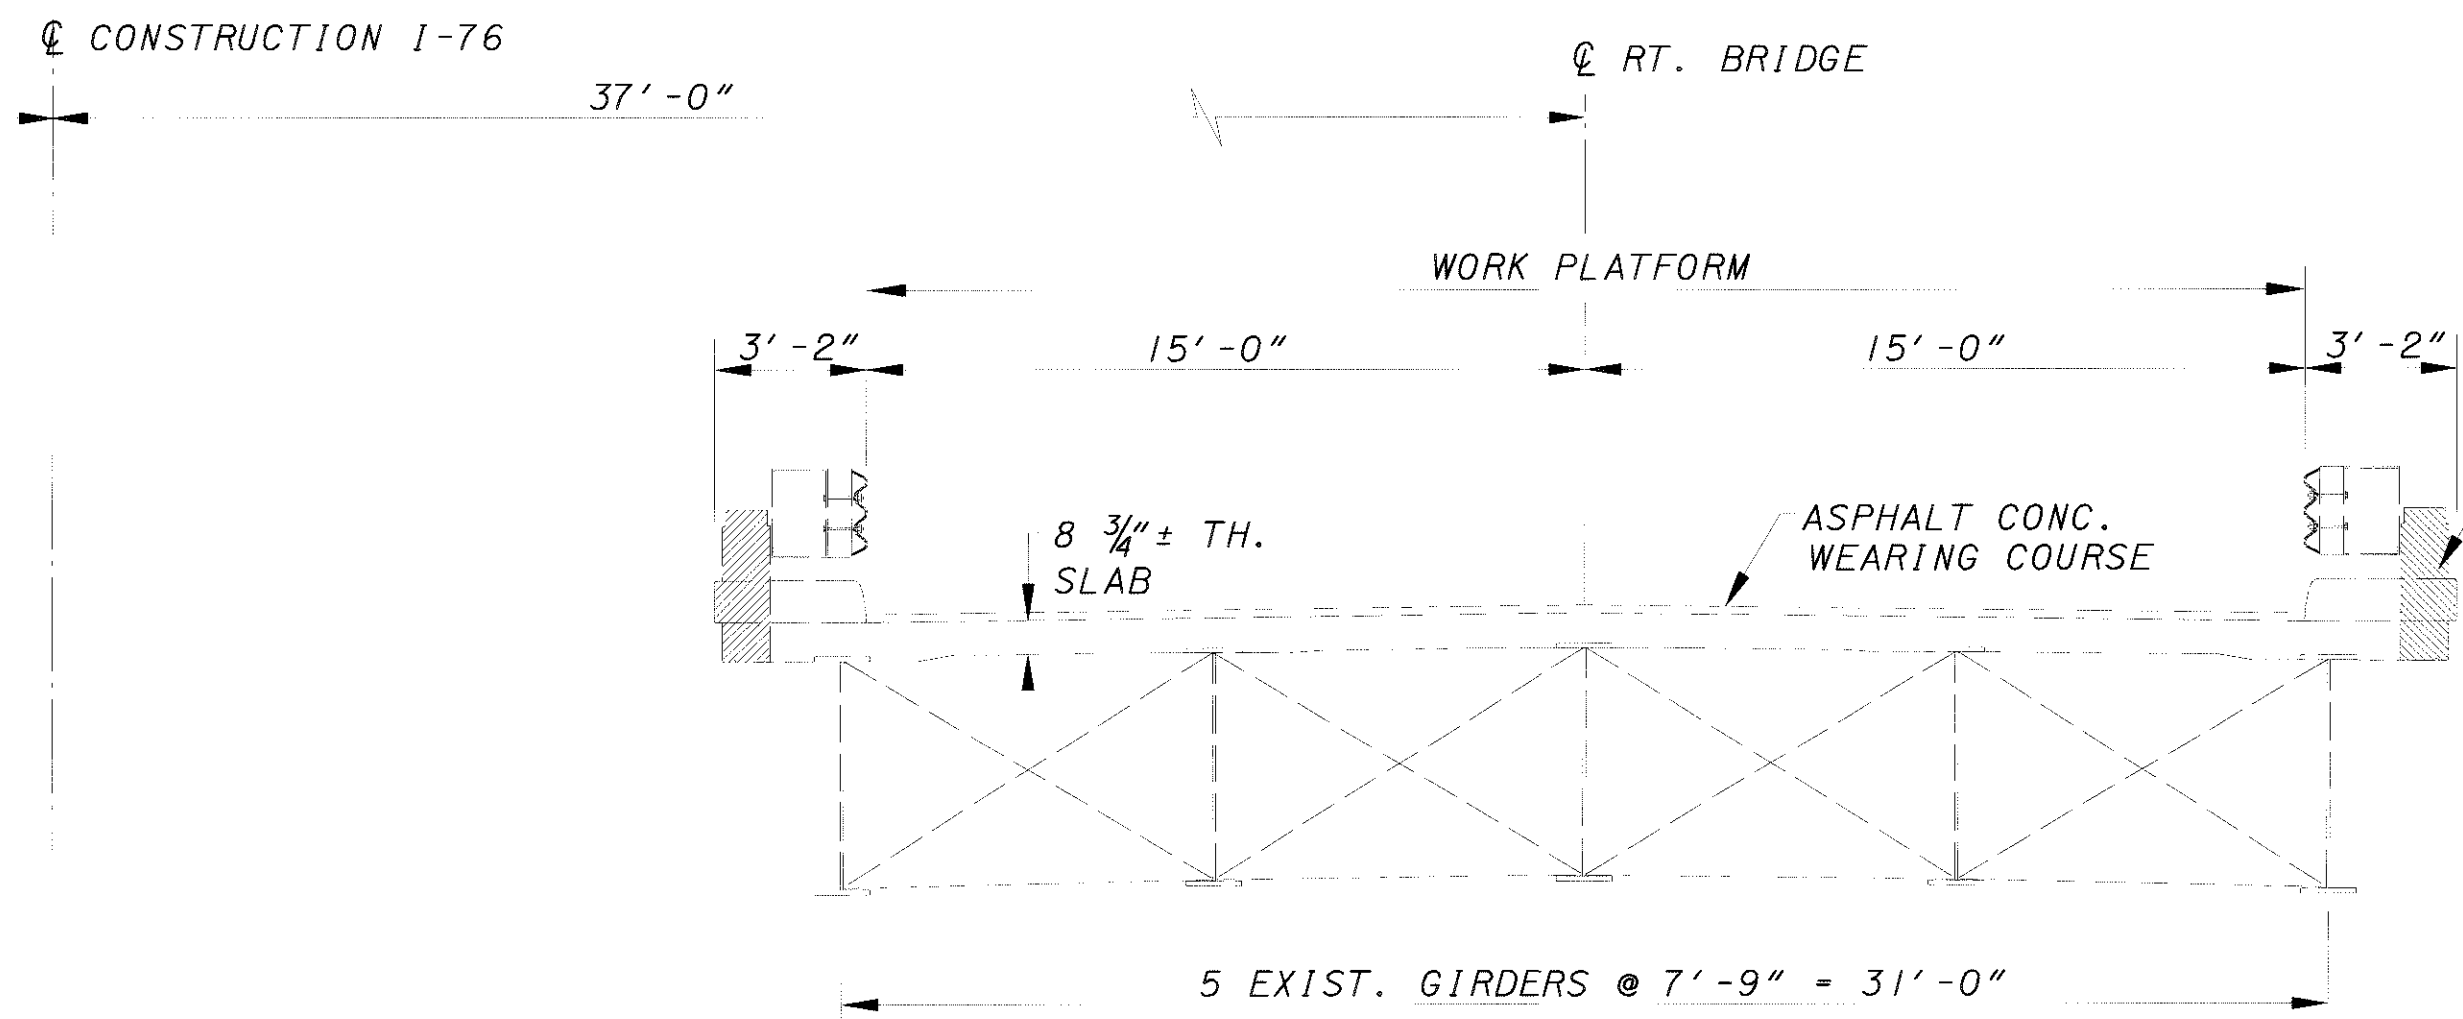 ℄ CONSTRUCTION I-76
℄ RT. BRIDGE
37'-0"
WORK PLATFORM
3'-2"
15'-0"
15'-0"
3'-2"
8 3/4"± TH.
SLAB
ASPHALT CONC.
WEARING COURSE
5 EXIST. GIRDERS @ 7'-9" = 31'-0"